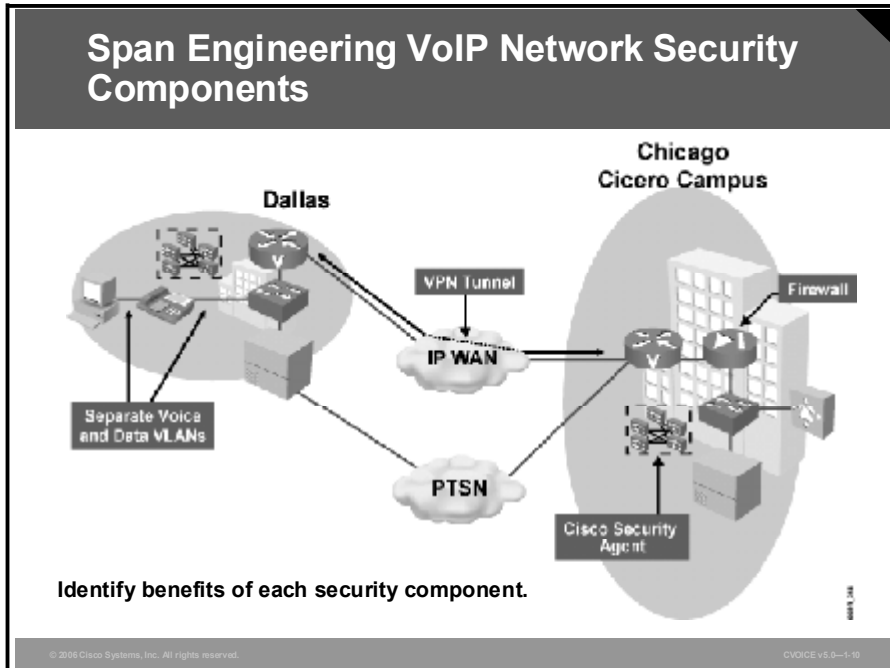 Span Engineering VoIP Network Security
Components
Chicago
Cicero Campus
Dallas
VPN Tunnel
Firewall
V
IP WAN
V
Separate Voice
and Data VLANs
PTSN
Cisco Security
Agent
Identify benefits of each security component.
© 2006 Cisco Systems, Inc. All rights reserved.
CVOICE v5.0—1-10